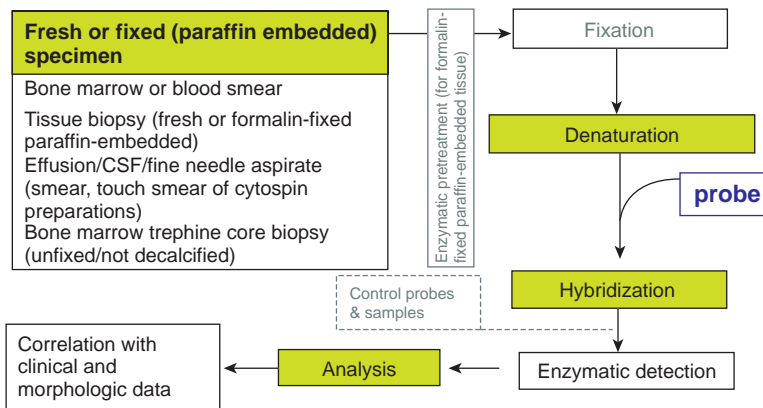 Fresh or fixed (paraffin embedded)
specimen
Bone marrow or blood smear
Tissue biopsy (fresh or formalin-fixed
paraffin-embedded)
Effusion/CSF/fine needle aspirate
(smear, touch smear of cytospin
preparations)
Bone marrow trephine core biopsy
(unfixed/not decalcified)
Enzymatic pretreatment (for formalin-
fixed paraffin-embedded tissue)
Fixation
Denaturation
probe
Hybridization
Control probes
& samples
Enzymatic detection
Analysis
Correlation with
clinical and
morphologic data